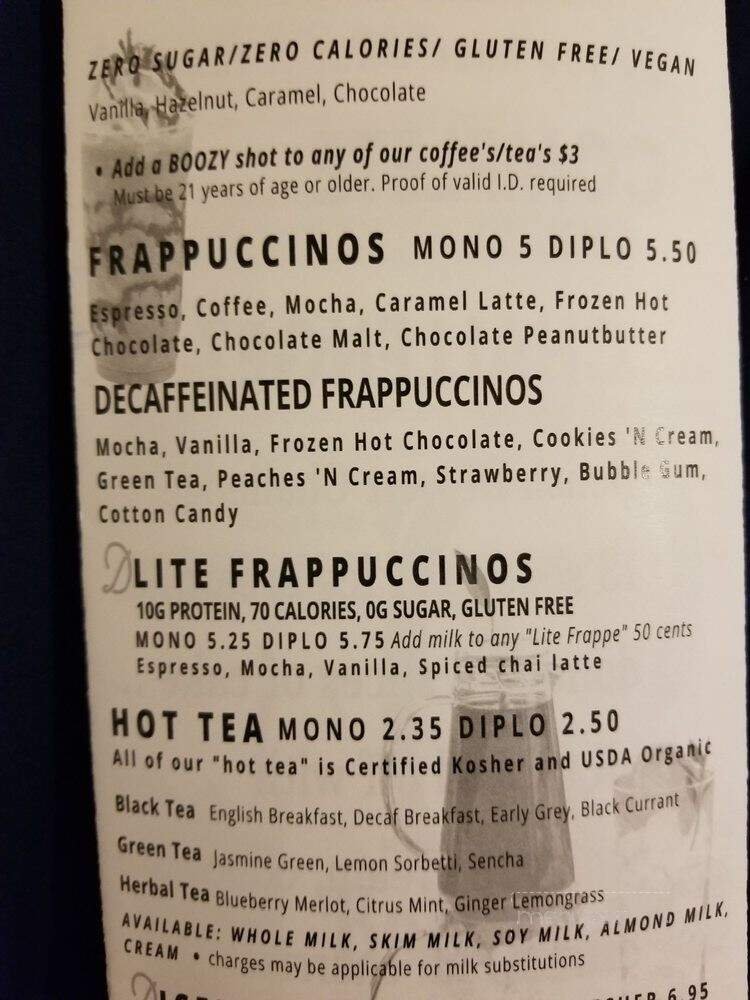 ZERO SUGAR/ZERO CALORIES/ GLUTEN FREE/ VEGAN
Vanilla, Hazelnut, Caramel, Chocolate
• Add a BOOZY shot to any of our coffee's/tea's $3
Must be 21 years of age or older. Proof of valid I.D. required
FRAPPUCCINOS MONO 5 DIPLO 5.50
Espresso, Coffee, Mocha, Caramel Latte, Frozen Hot
Chocolate, Chocolate Malt, Chocolate Peanutbutter
DECAFFEINATED FRAPPUCCINOS
Mocha, Vanilla, Frozen Hot Chocolate, Cookies 'N Cream,
Green Tea, Peaches 'N Cream, Strawberry, Bubble Gum,
Cotton Candy
DLITE FRAPPUCCINOS
10G PROTEIN, 70 CALORIES, 0G SUGAR, GLUTEN FREE
MONO 5.25 DIPLO 5.75 Add milk to any "Lite Frappe" 50 cents
Espresso, Mocha, Vanilla, Spiced chai latte
HOT TEA MONO 2.35 DIPLO 2.50
All of our "hot tea" is Certified Kosher and USDA Organic
Black Tea English Breakfast, Decaf Breakfast, Early Grey, Black Currant
Green Tea Jasmine Green, Lemon Sorbetti, Sencha
Herbal Tea Blueberry Merlot, Citrus Mint, Ginger Lemongrass
AVAILABLE: WHOLE MILK, SKIM MILK, SOY MILK, ALMOND MILK,
CREAM • charges may be applicable for milk substitutions
6.95